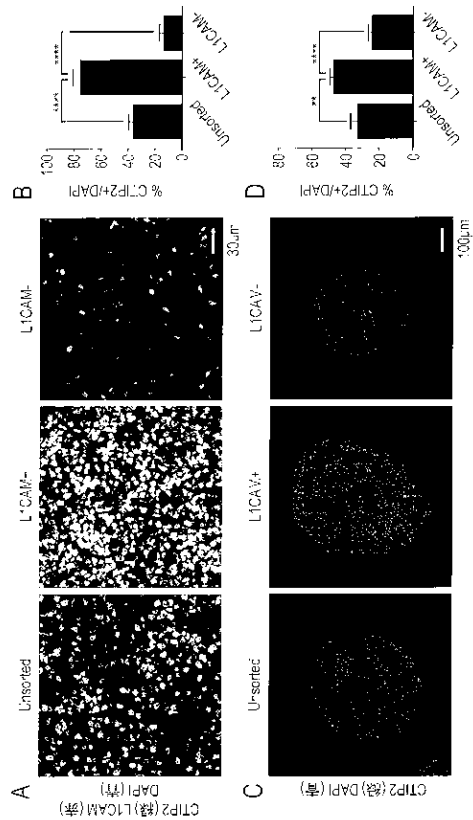 A
CTIP2 (緑) L1CAM (赤)
DAPI (青)
Unsorted
L1CAM+
L1CAM-
30µm
B
% CTIP2+/DAPI
100
80
60
40
20
0
****
****
Unsorted
L1CAM+
L1CAM-
C
CTIP2 (緑) DAPI (青)
Unsorted
L1CAM+
L1CAM-
100µm
D
% CTIP2+/DAPI
80
60
40
20
0
**
****
Unsorted
L1CAM+
L1CAM-